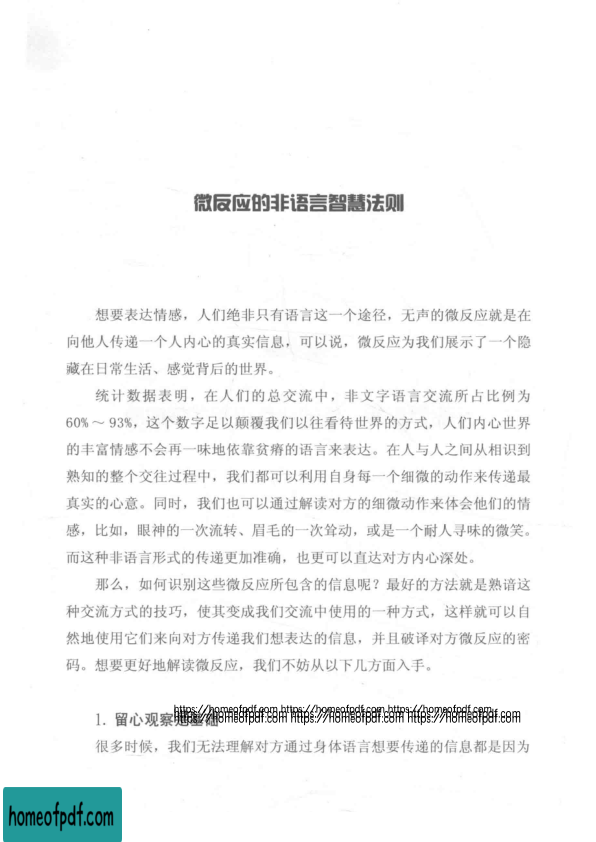 微反应的非语言智慧法则
想要表达情感，人们绝非只有语言这一个途径，无声的微反应就是在
向他人传递一个人内心的真实信息，可以说，微反应为我们展示了一个隐
藏在日常生活、感觉背后的世界。
统计数据表明，在人们的总交流中，非文字语言交流所占比例为
60%～93%，这个数字足以颠覆我们以往看待世界的方式，人们内心世界
的丰富情感不会再一味地依靠贫瘠的语言来表达。在人与人之间从相识到
熟知的整个交往过程中，我们都可以利用自身每一个细微的动作来传递最
真实的心意。同时，我们也可以通过解读对方的细微动作来体会他们的情
感，比如，眼神的一次流转、眉毛的一次耸动，或是一个耐人寻味的微笑。
而这种非语言形式的传递更加准确，也更可以直达对方内心深处。
那么，如何识别这些微反应所包含的信息呢？最好的方法就是熟谙这
种交流方式的技巧，使其变成我们交流中使用的一种方式，这样就可以自
然地使用它们来向对方传递我们想表达的信息，并且破译对方微反应的密
码。想要更好地解读微反应，我们不妨从以下几方面入手。
https://homeofpdf.com https://homeofpdf.com https://homeofpdf.com
1. 留心观察是基础
https://homeofpdf.com https://homeofpdf.com https://homeofpdf.com
很多时候，我们无法理解对方通过身体语言想要传递的信息都是因为
homeofpdf.com